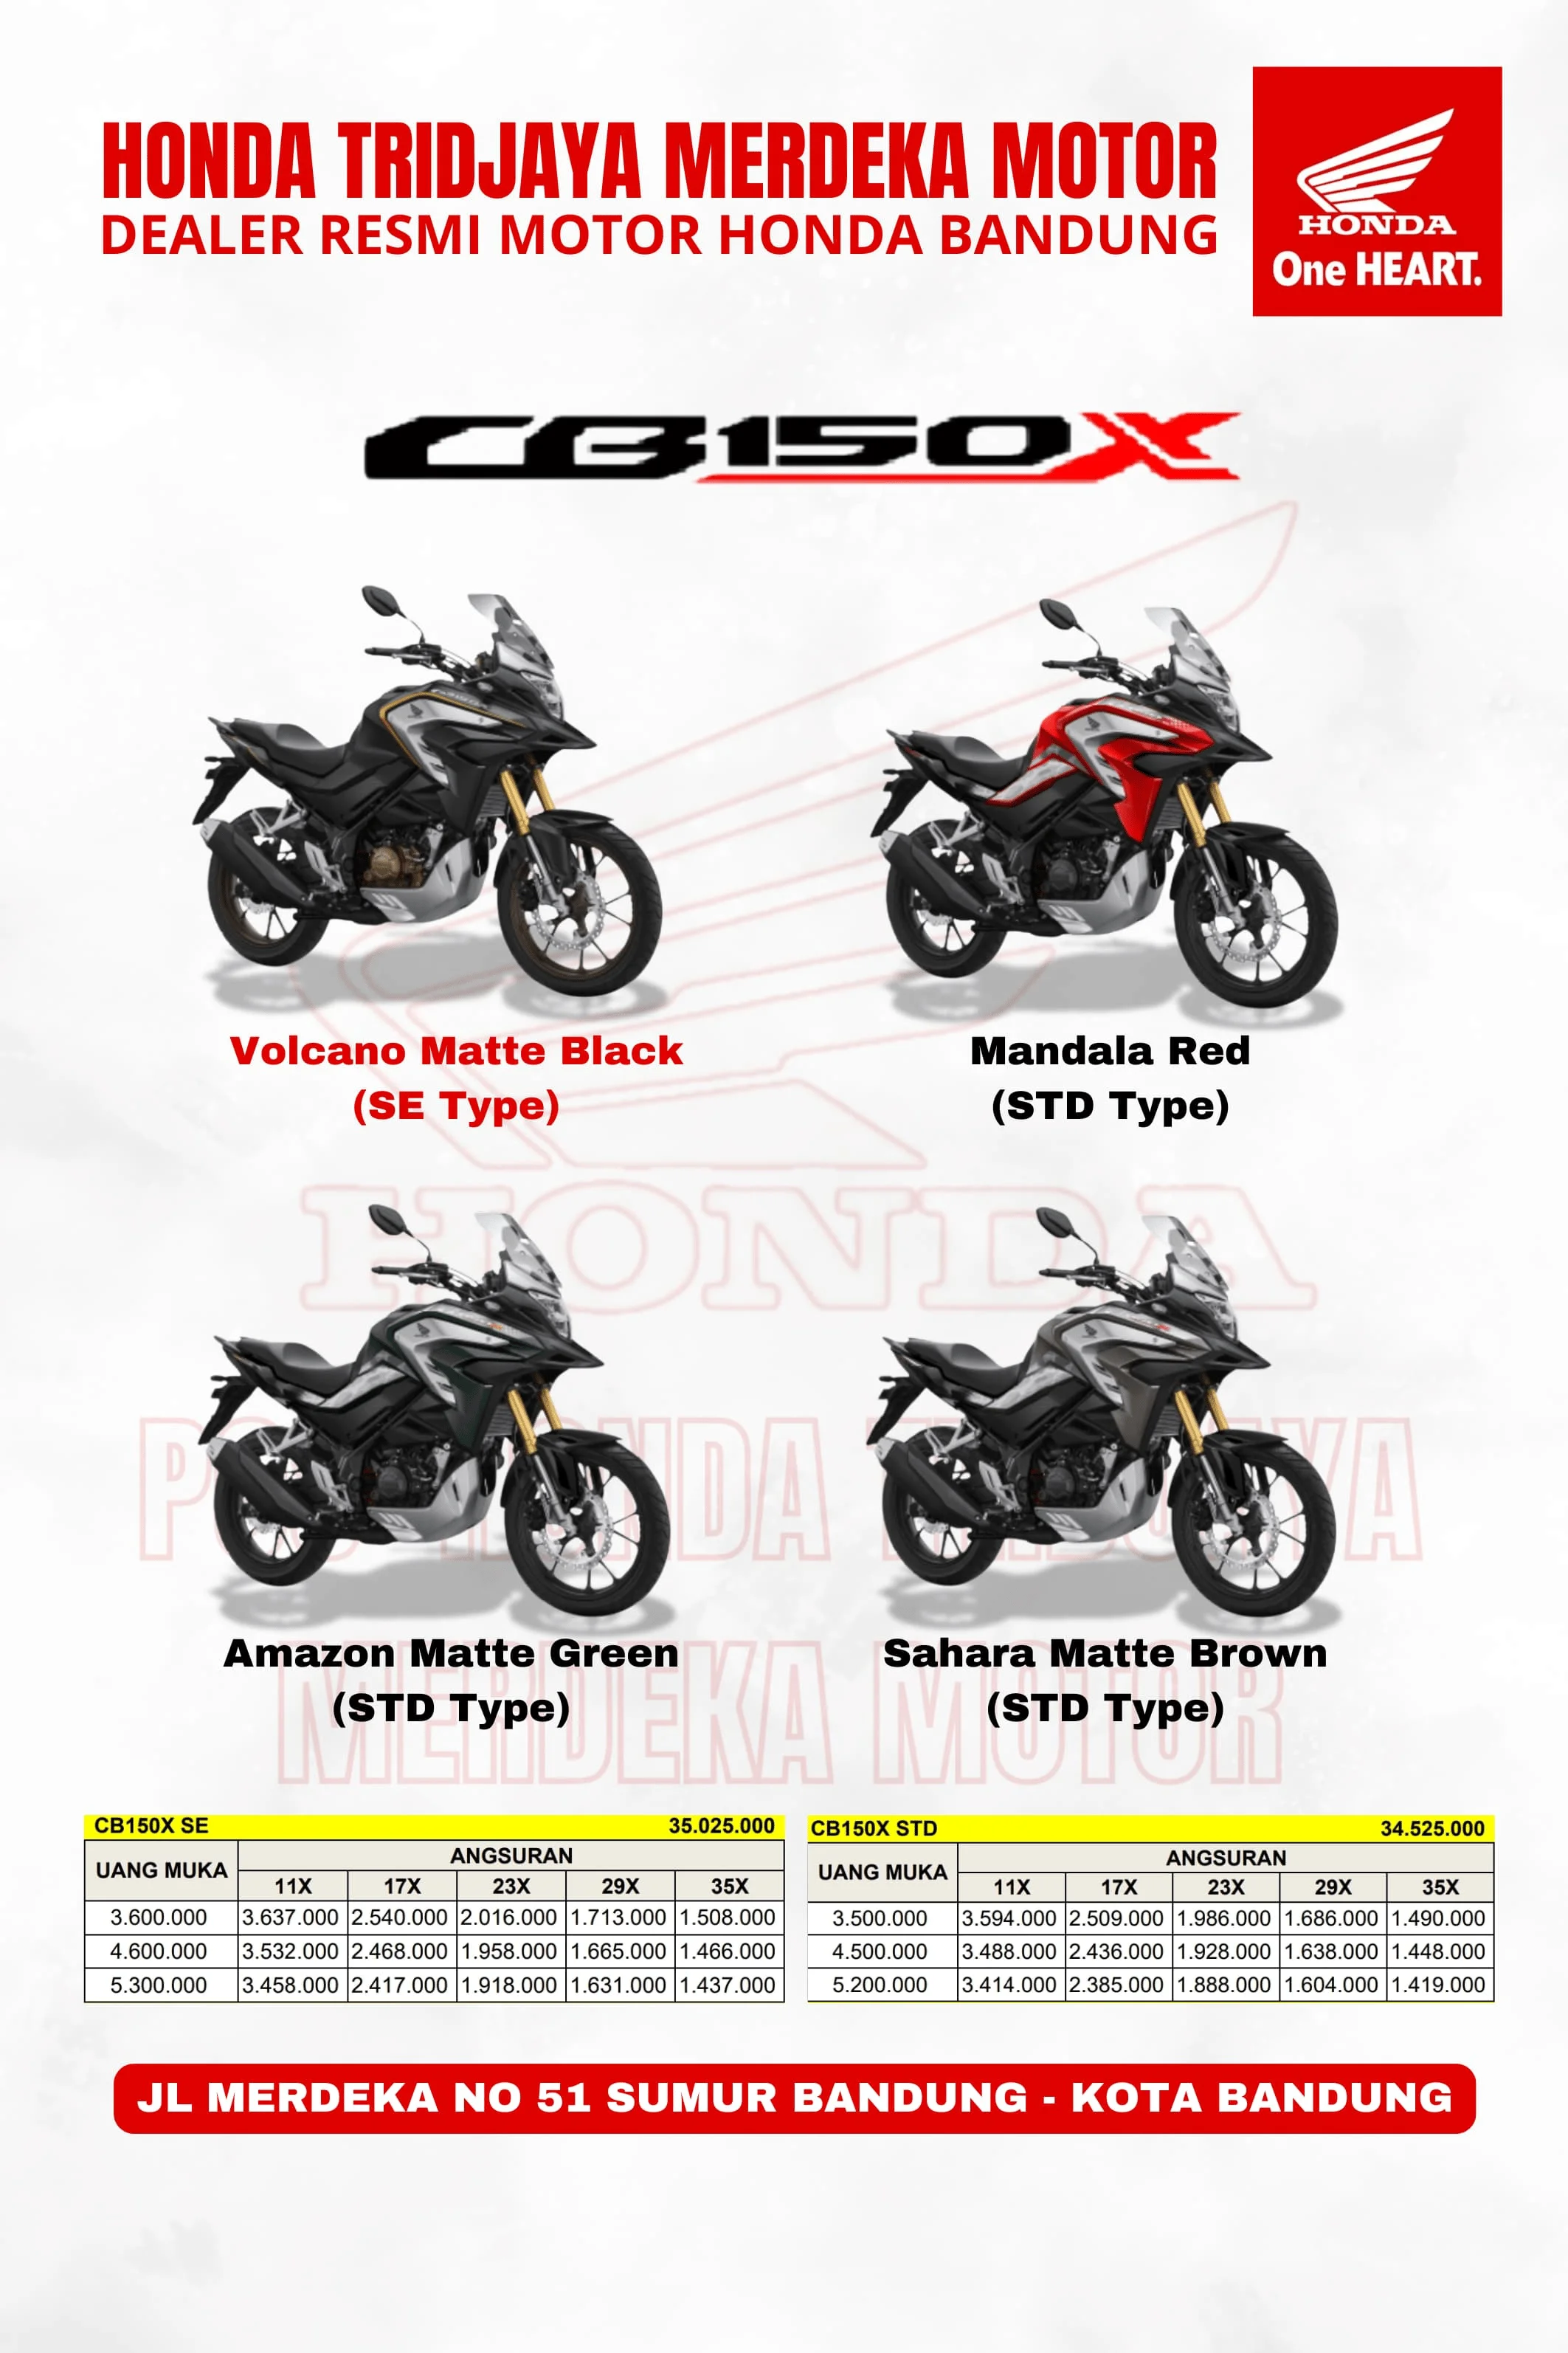 HONDA TRIDJAYA MERDEKA MOTOR
DEALER RESMI MOTOR HONDA BANDUNG
HONDA
One HEART.
CB150X
Volcano Matte Black
(SE Type)
Mandala Red
(STD Type)
HONDA
Amazon Matte Green
(STD Type)
Sahara Matte Brown
(STD Type)
MERDEKA MOTOR
CB150X SE 35.025.000
UANG MUKA ANGSURAN
11X 17X 23X 29X 35X
3.600.000 3.637.000 2.540.000 2.016.000 1.713.000 1.508.000
4.600.000 3.532.000 2.468.000 1.958.000 1.665.000 1.466.000
5.300.000 3.458.000 2.417.000 1.918.000 1.631.000 1.437.000
CB150X STD 34.525.000
UANG MUKA ANGSURAN
11X 17X 23X 29X 35X
3.500.000 3.594.000 2.509.000 1.986.000 1.686.000 1.490.000
4.500.000 3.488.000 2.436.000 1.928.000 1.638.000 1.448.000
5.200.000 3.414.000 2.385.000 1.888.000 1.604.000 1.419.000
JL MERDEKA NO 51 SUMUR BANDUNG - KOTA BANDUNG